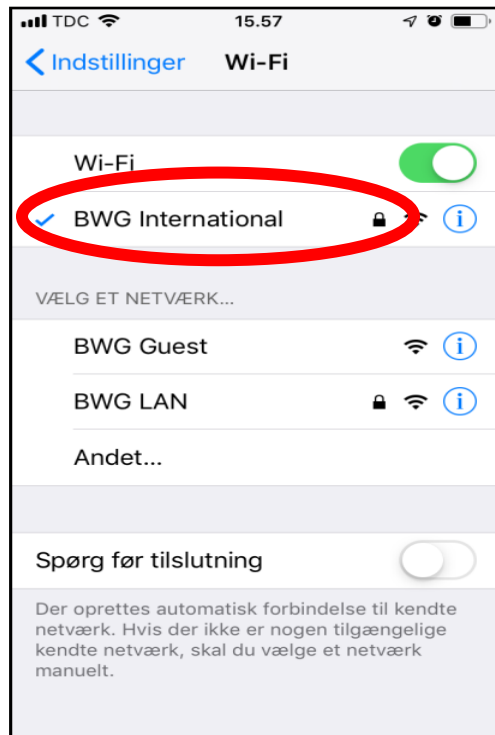 TDC 15.57
Indstillinger Wi-Fi
Wi-Fi
BWG International
VÆLG ET NETVÆRK...
BWG Guest
BWG LAN
Andet...
Spørg før tilslutning
Der oprettes automatisk forbindelse til kendte
netværk. Hvis der ikke er nogen tilgængelige
kendte netværk, skal du vælge et netværk
manuelt.